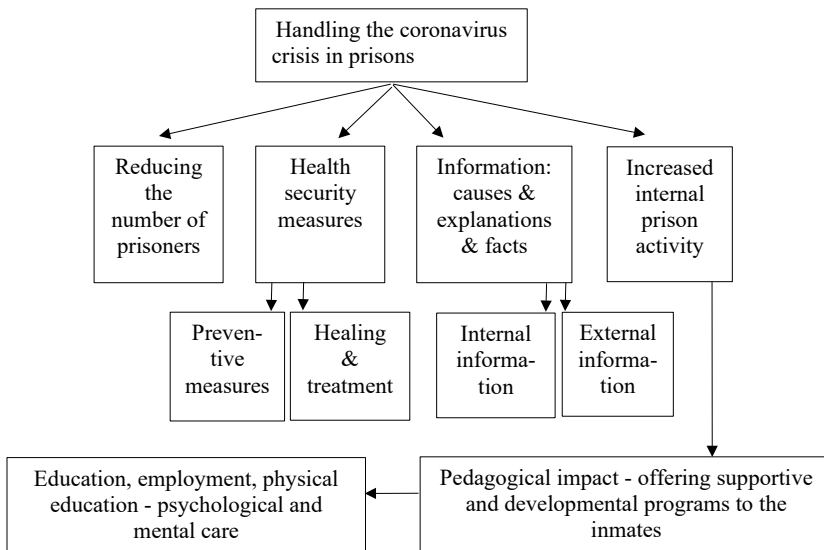 Handling the coronavirus
crisis in prisons
Reducing
the
number of
prisoners
Health
security
measures
Information:
causes &
explanations
& facts
Increased
internal
prison
activity
Preven-
tive
measures
Healing
&
treatment
Internal
informa-
tion
External
informa-
tion
Education, employment, physical
education - psychological and
mental care
Pedagogical impact - offering supportive
and developmental programs to the
inmates